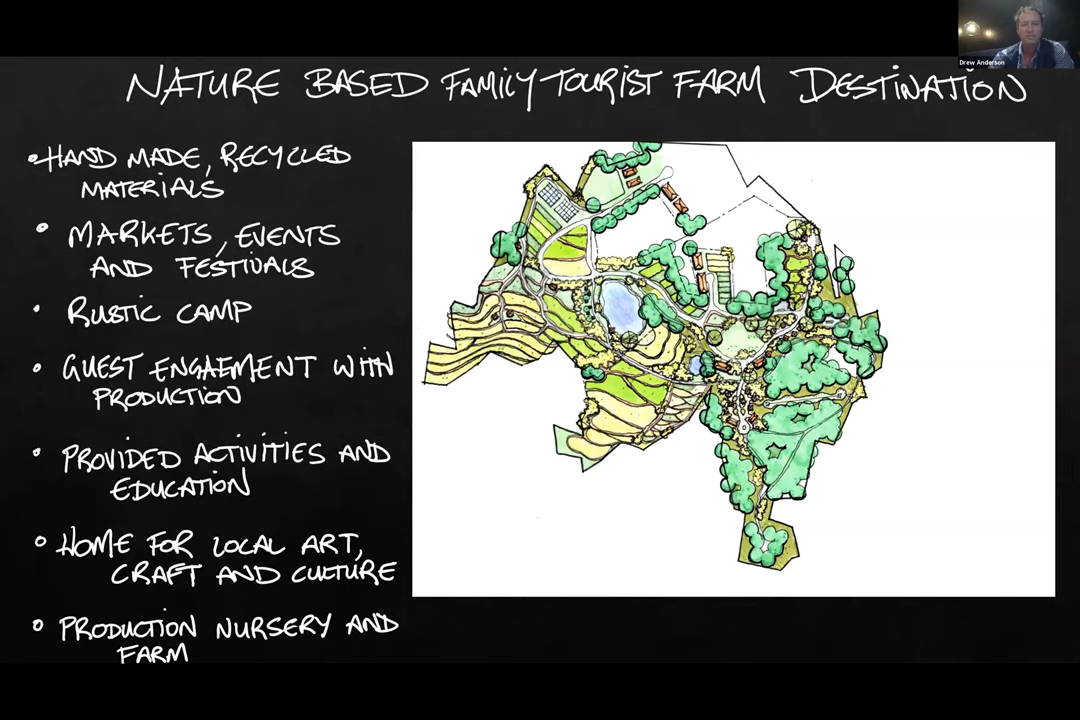 Drew Anderson
NATURE BASED FAMILY TOURIST FARM DESTINATION
• HAND MADE, RECYCLED
MATERIALS
• MARKETS, EVENTS
AND FESTIVALS
• RUSTIC CAMP
• GUEST ENGAEMENT WITH
PRODUCTION
• PROVIDED ACTIVITIES AND
EDUCATION
• HOME FOR LOCAL ART,
CRAFT AND CULTURE
• PRODUCTION NURSERY AND
FARM